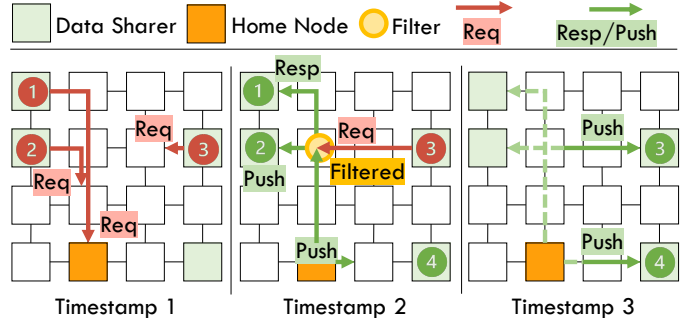 Data Sharer Home Node Filter Req Resp/Push
1
2
Req
3
Req
Req
Timestamp 1
Resp
1
2
Req
3
Push
Filtered
Push
4
Timestamp 2
Push
3
Push
4
Timestamp 3